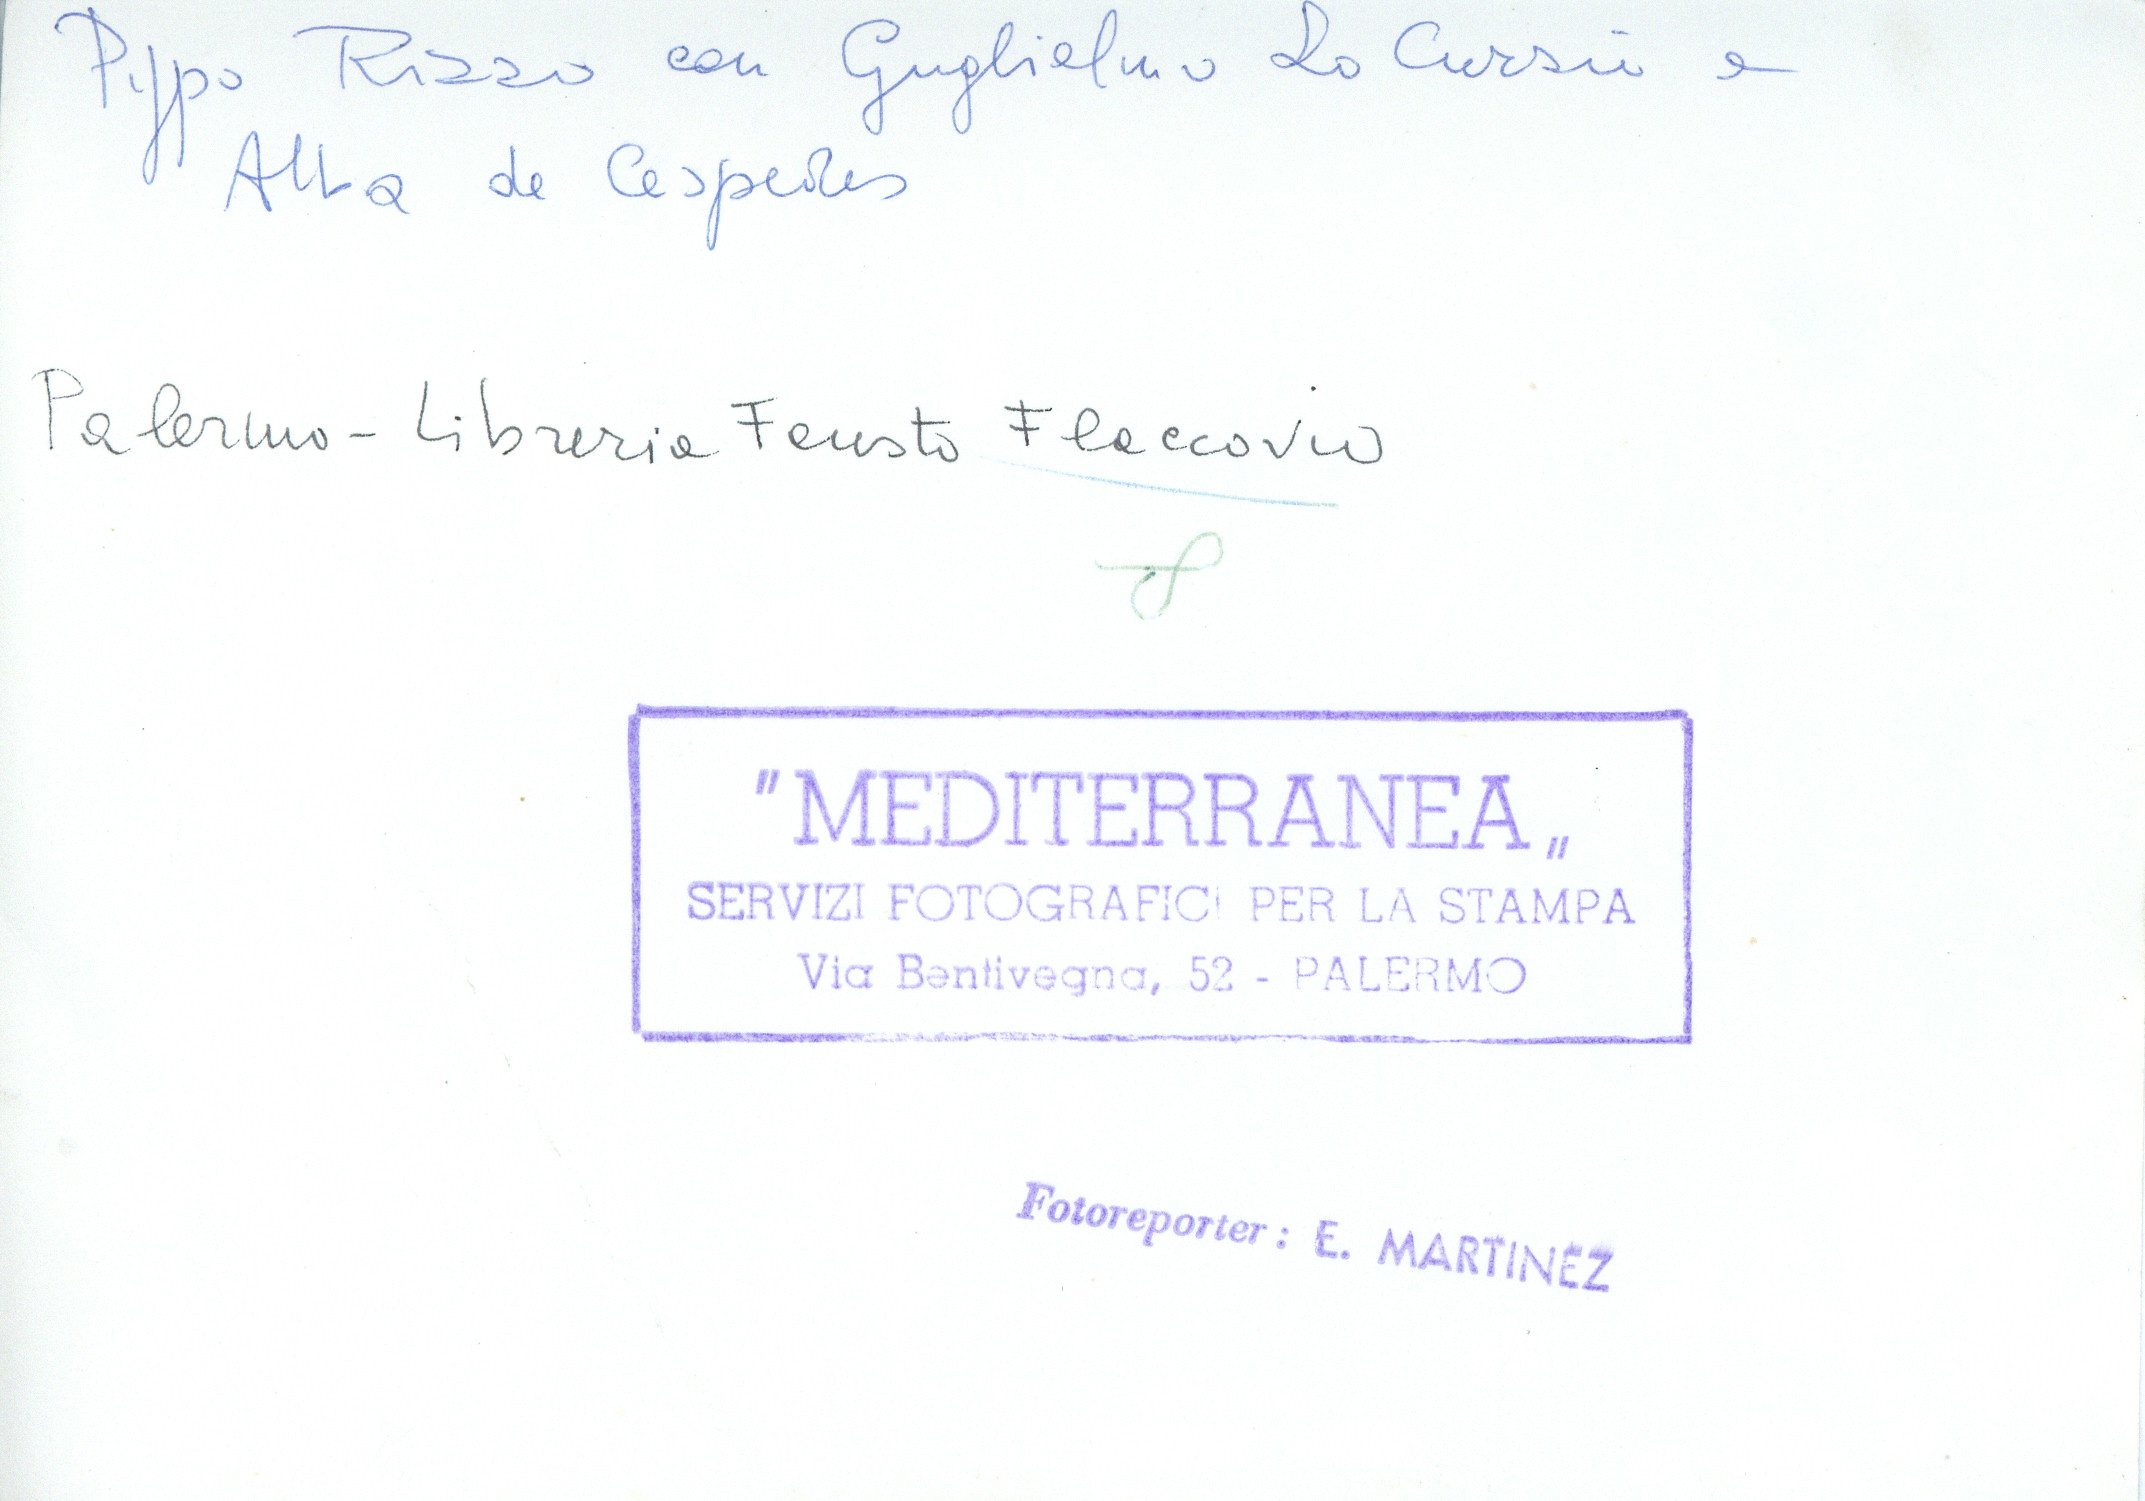 Pippo Rizzo con Guglielmo Lo Curzio e
Alba de Cespedes
Palermo - Libreria Fausto Flaccovio
"MEDITERRANEA„
SERVIZI FOTOGRAFICI PER LA STAMPA
Via Bentivegna, 52 - PALERMO
Fotoreporter: E. MARTINEZ